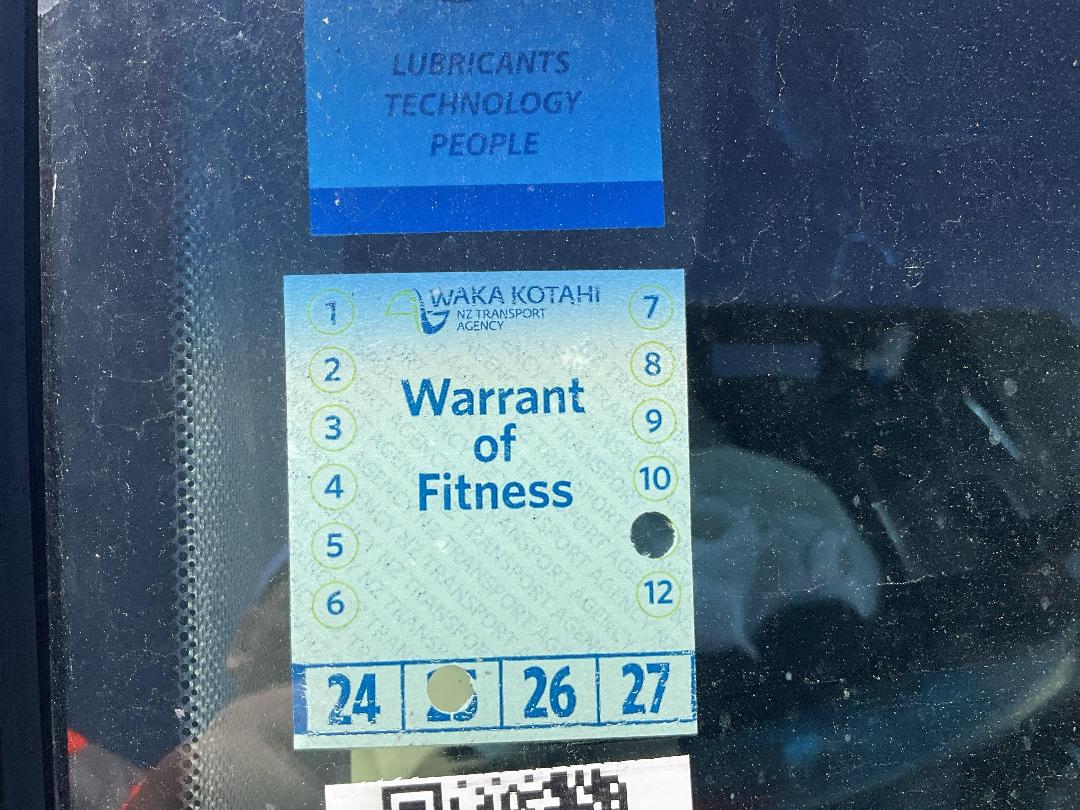 LUBRICANTS
TECHNOLOGY
PEOPLE
WAKA KOTAHI
NZ TRANSPORT
AGENCY
1
2
3
4
5
6
7
8
9
10
12
Warrant
of
Fitness
24 26 27